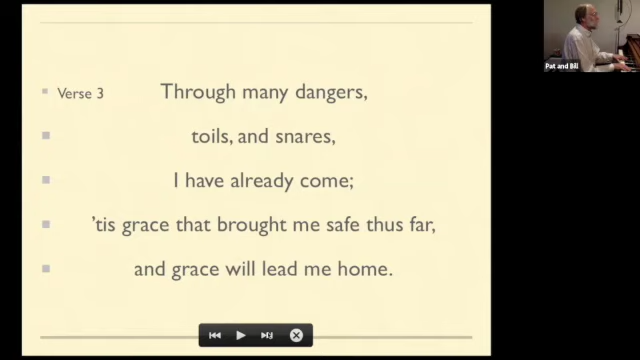 Verse 3 Through many dangers,
toils, and snares,
I have already come;
’tis grace that brought me safe thus far,
and grace will lead me home.
Pat and Bill